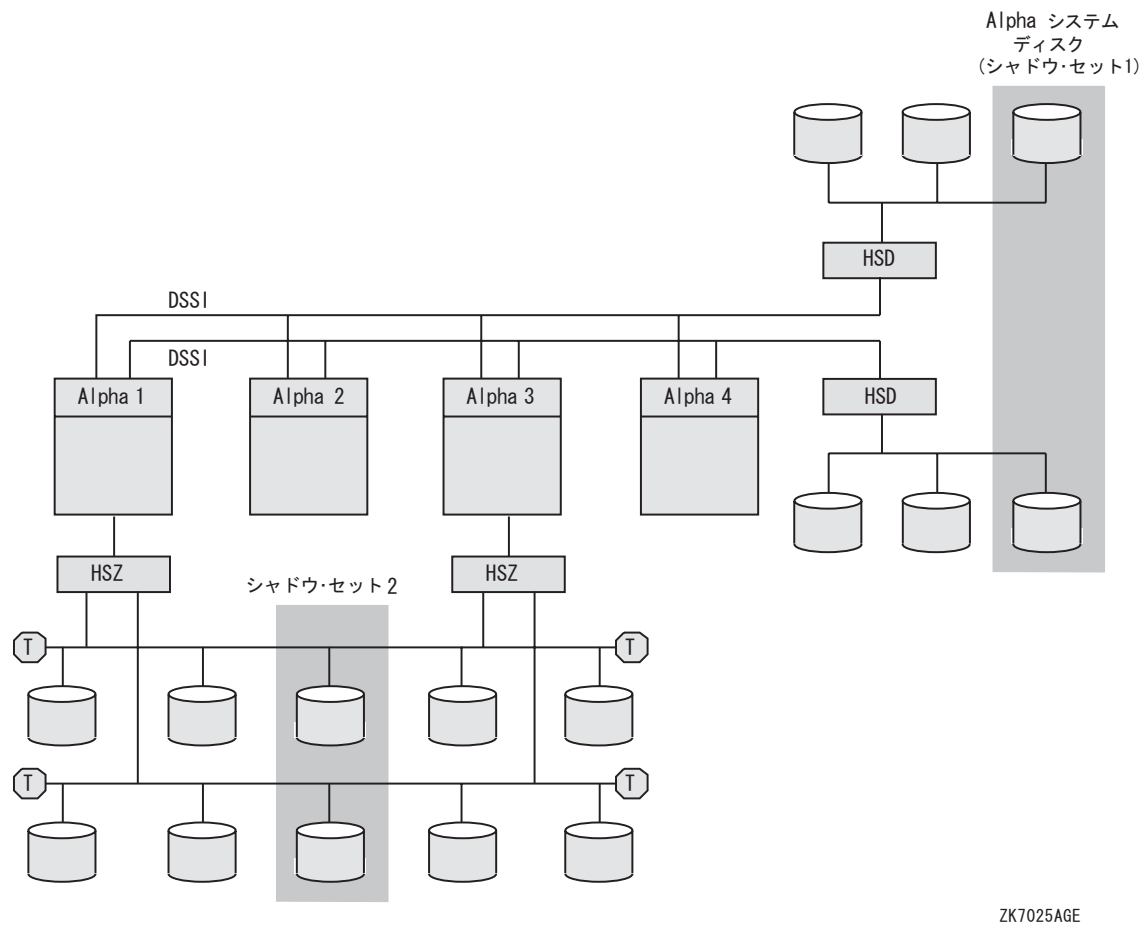 Alpha システム
ディスク
(シャドウ･セット1)
HSD
DSSI
DSSI
Alpha 1
Alpha 2
Alpha 3
Alpha 4
HSD
HSZ
HSZ
シャドウ･セット2
T
T
T
T
ZK7025AGE